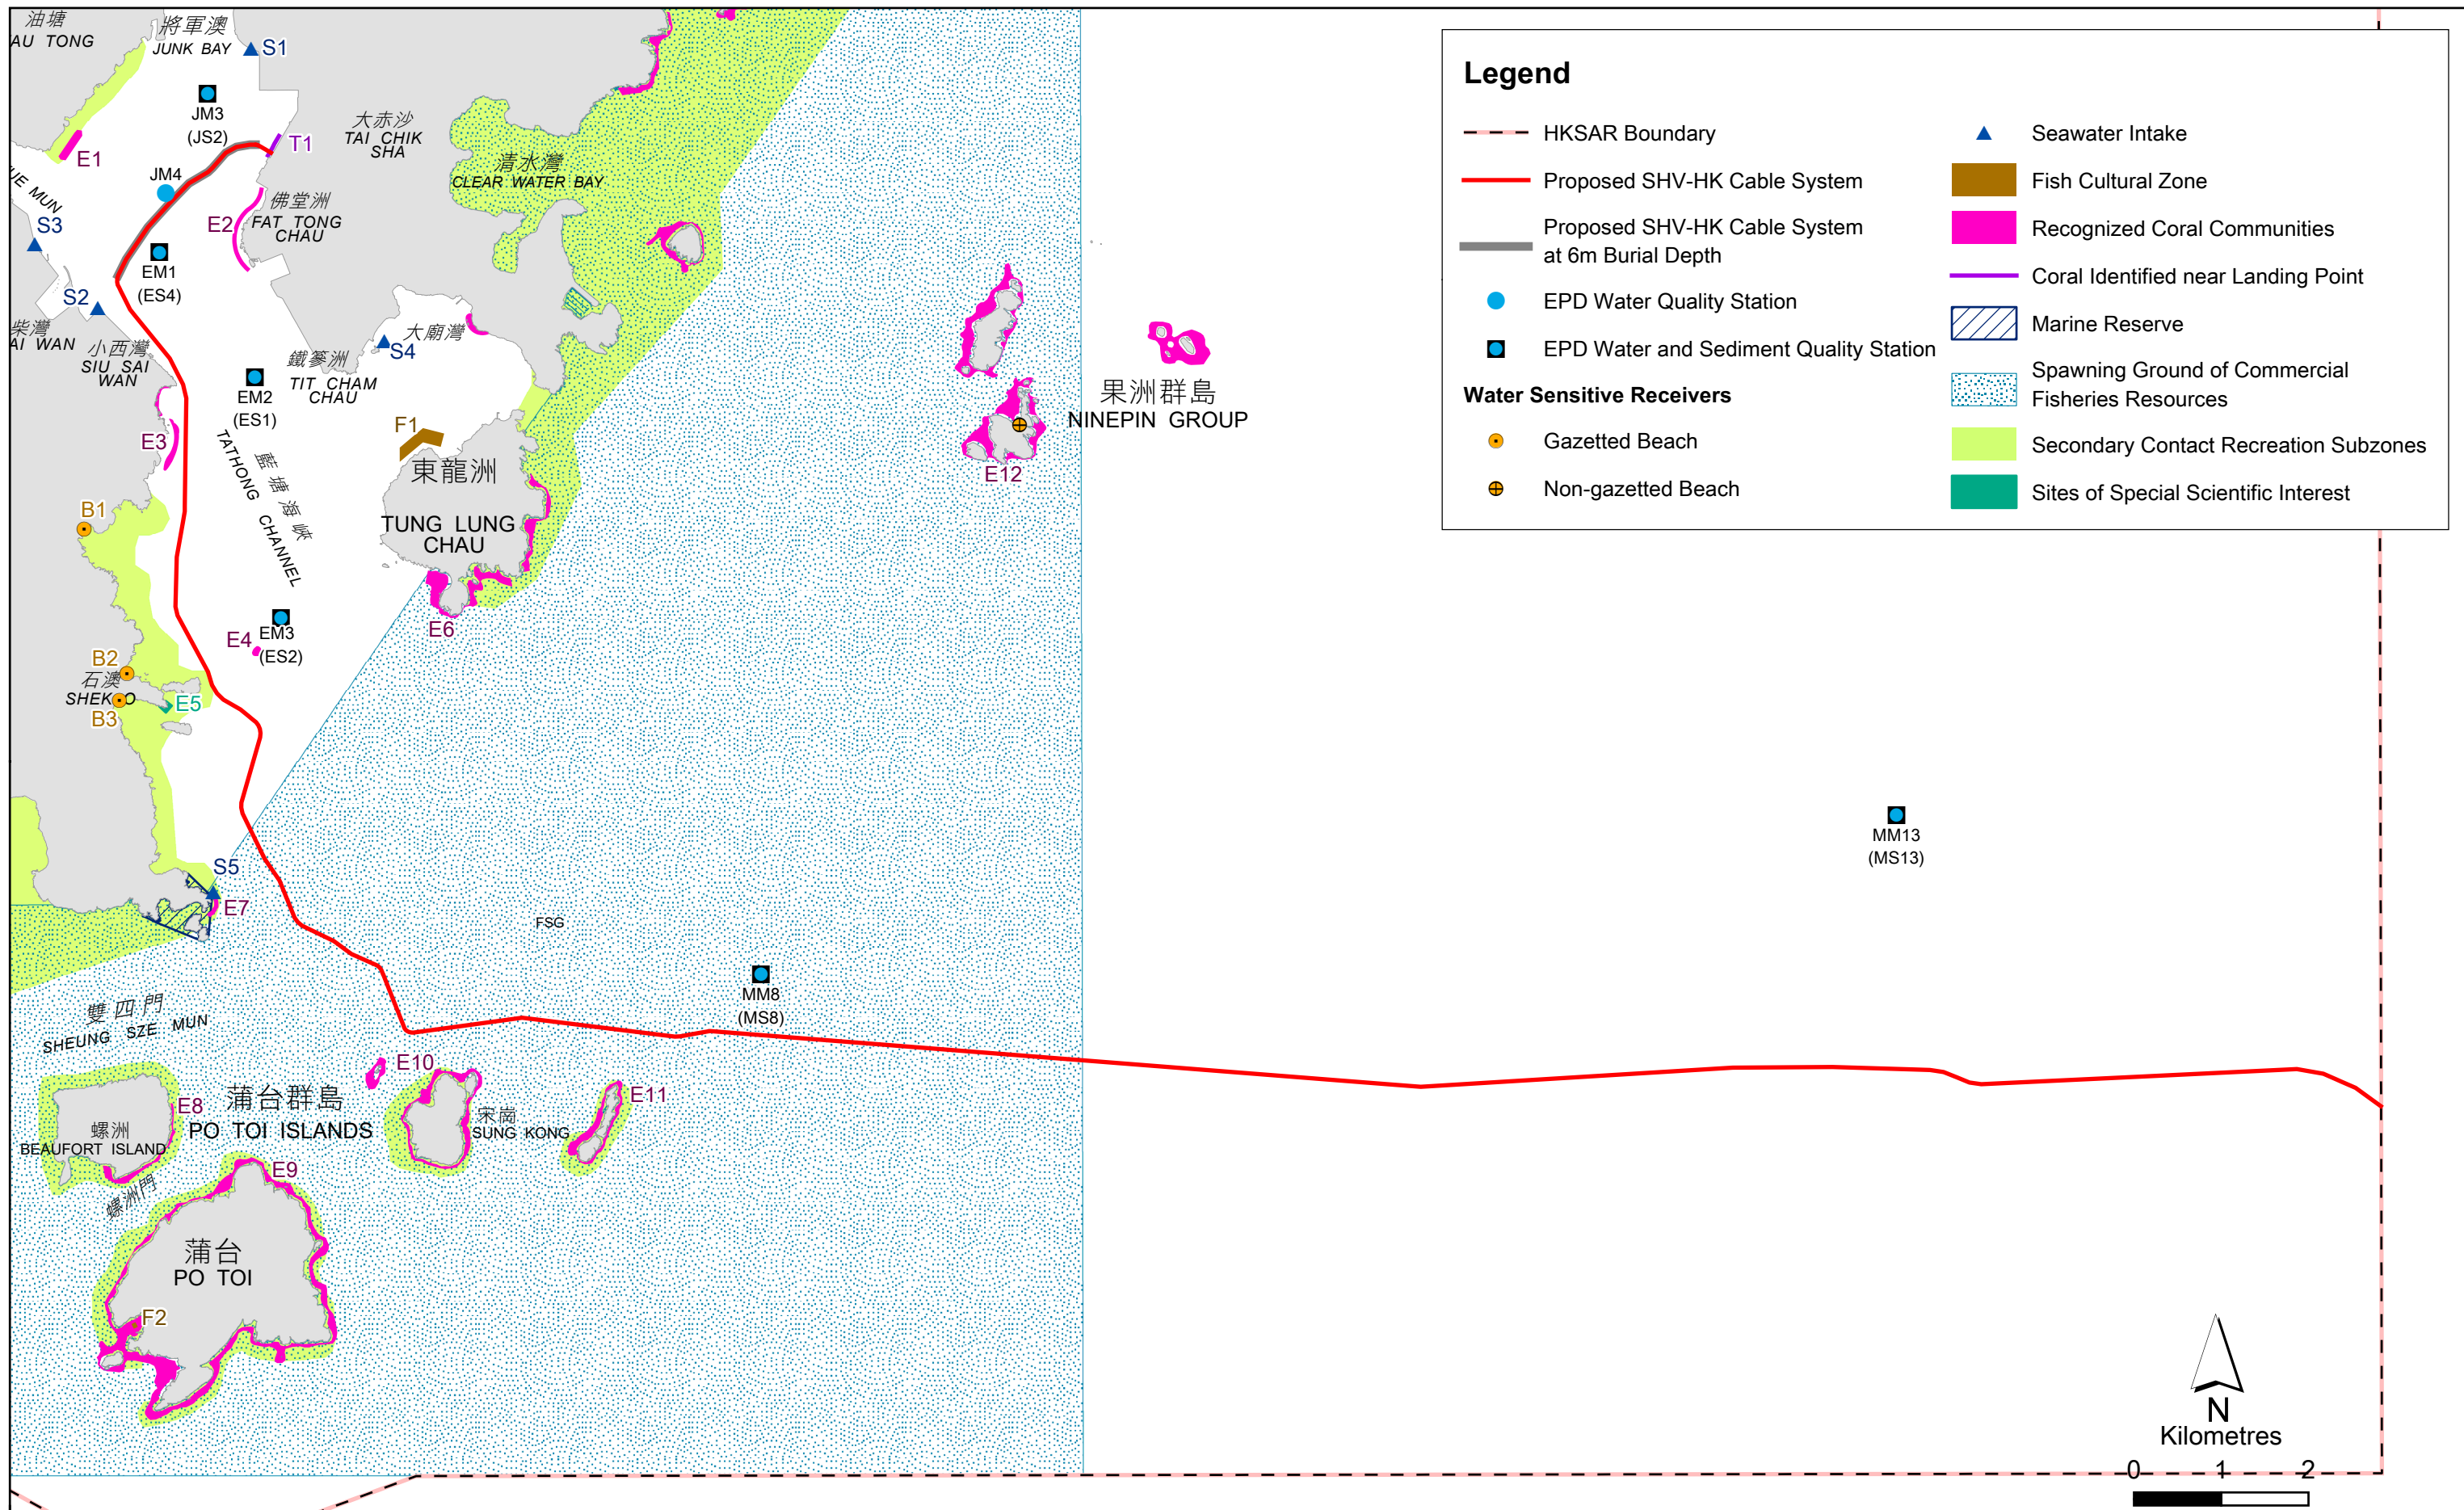 油塘
AU TONG
將軍澳
JUNK BAY
S1
JM3
(JS2)
T1
E1
JM4
大赤沙
TAI CHIK
SHA
清水灣
CLEAR WATER BAY
UE MUN
S3
佛堂洲
FAT TONG
CHAU
E2
EM1
(ES4)
S2
柴灣
AI WAN
小西灣
SIU SAI
WAN
大廟灣
S4
鐵篸洲
TIT CHAM
CHAU
EM2
(ES1)
E3
藍塘海峽
TATHONG CHANNEL
F1
東龍洲
TUNG LUNG
CHAU
果洲群島
NINEPIN GROUP
E12
B1
E6
E4
EM3
(ES2)
B2
石澳
SHEK O
B3
E5
S5
E7
FSG
MM8
(MS8)
MM13
(MS13)
雙四門
SHEUNG SZE MUN
E10
E8
蒲台群島
PO TOI ISLANDS
螺洲
BEAUFORT ISLAND
螺洲門
宋崗
SUNG KONG
E11
E9
蒲台
PO TOI
F2
Legend
HKSAR Boundary
Proposed SHV-HK Cable System
Proposed SHV-HK Cable System
at 6m Burial Depth
EPD Water Quality Station
EPD Water and Sediment Quality Station
Water Sensitive Receivers
Gazetted Beach
Non-gazetted Beach
Seawater Intake
Fish Cultural Zone
Recognized Coral Communities
Coral Identified near Landing Point
Marine Reserve
Spawning Ground of Commercial
Fisheries Resources
Secondary Contact Recreation Subzones
Sites of Special Scientific Interest
N
Kilometres
0 1 2